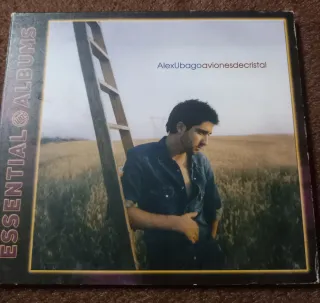 AlexUbagoavionesdecristal
ESSENTIAL ALBUMS